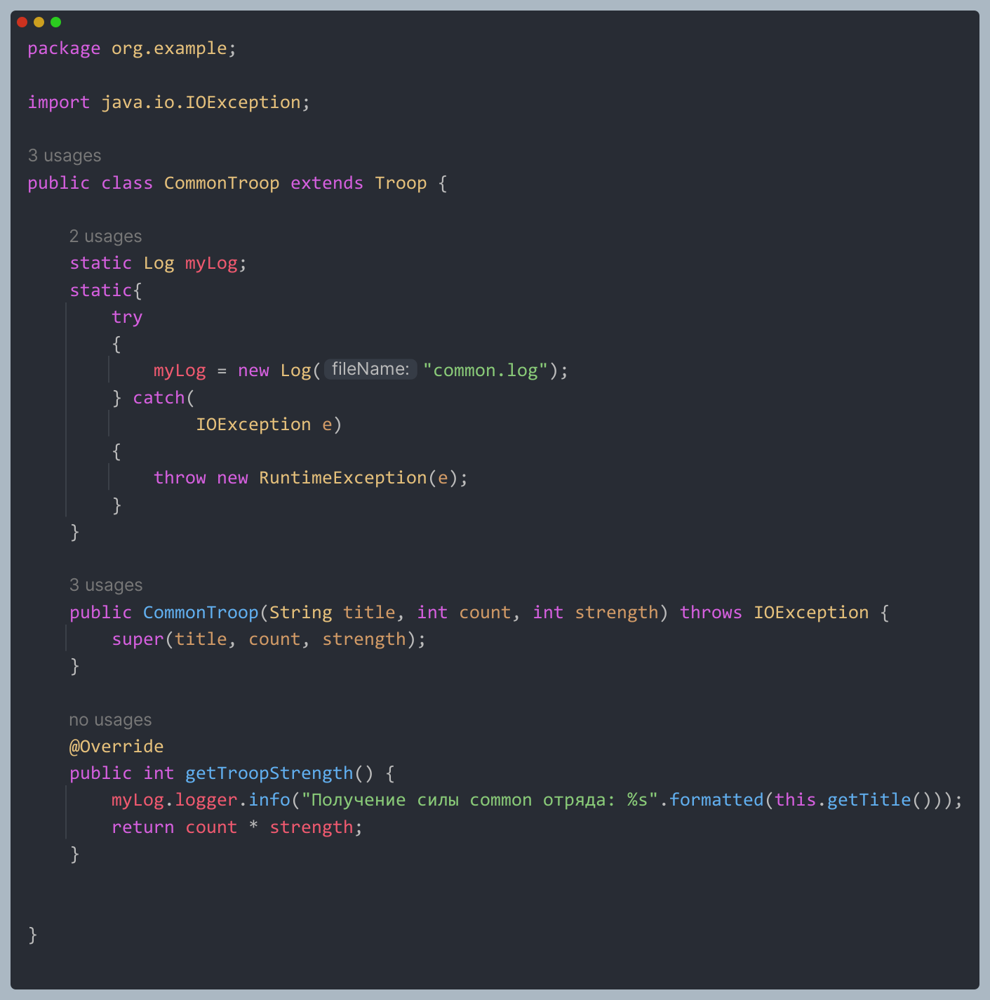 package org.example;
import java.io.IOException;
3 usages
public class CommonTroop extends Troop {
2 usages
static Log myLog;
static{
try
{
myLog = new Log( fileName: "common.log");
} catch(
IOException e)
{
throw new RuntimeException(e);
}
}
3 usages
public CommonTroop(String title, int count, int strength) throws IOException {
super(title, count, strength);
}
no usages
@Override
public int getTroopStrength() {
myLog.logger.info("Получение силы common отряда: %s".formatted(this.getTitle()));
return count * strength;
}
}